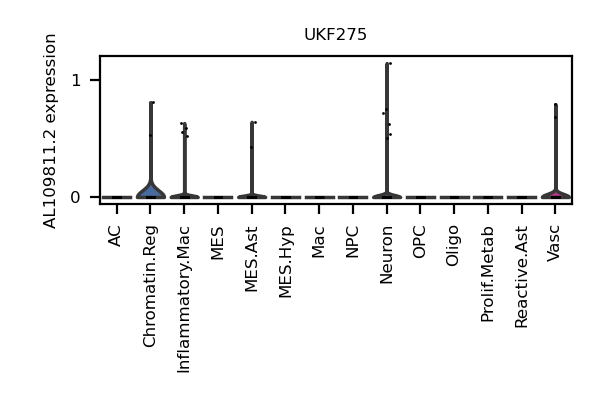 UKF275
AL109811.2 expression
1
0
AC
Chromatin.Reg
Inflammatory.Mac
MES
MES.Ast
MES.Hyp
Mac
NPC
Neuron
OPC
Oligo
Prolif.Metab
Reactive.Ast
Vasc